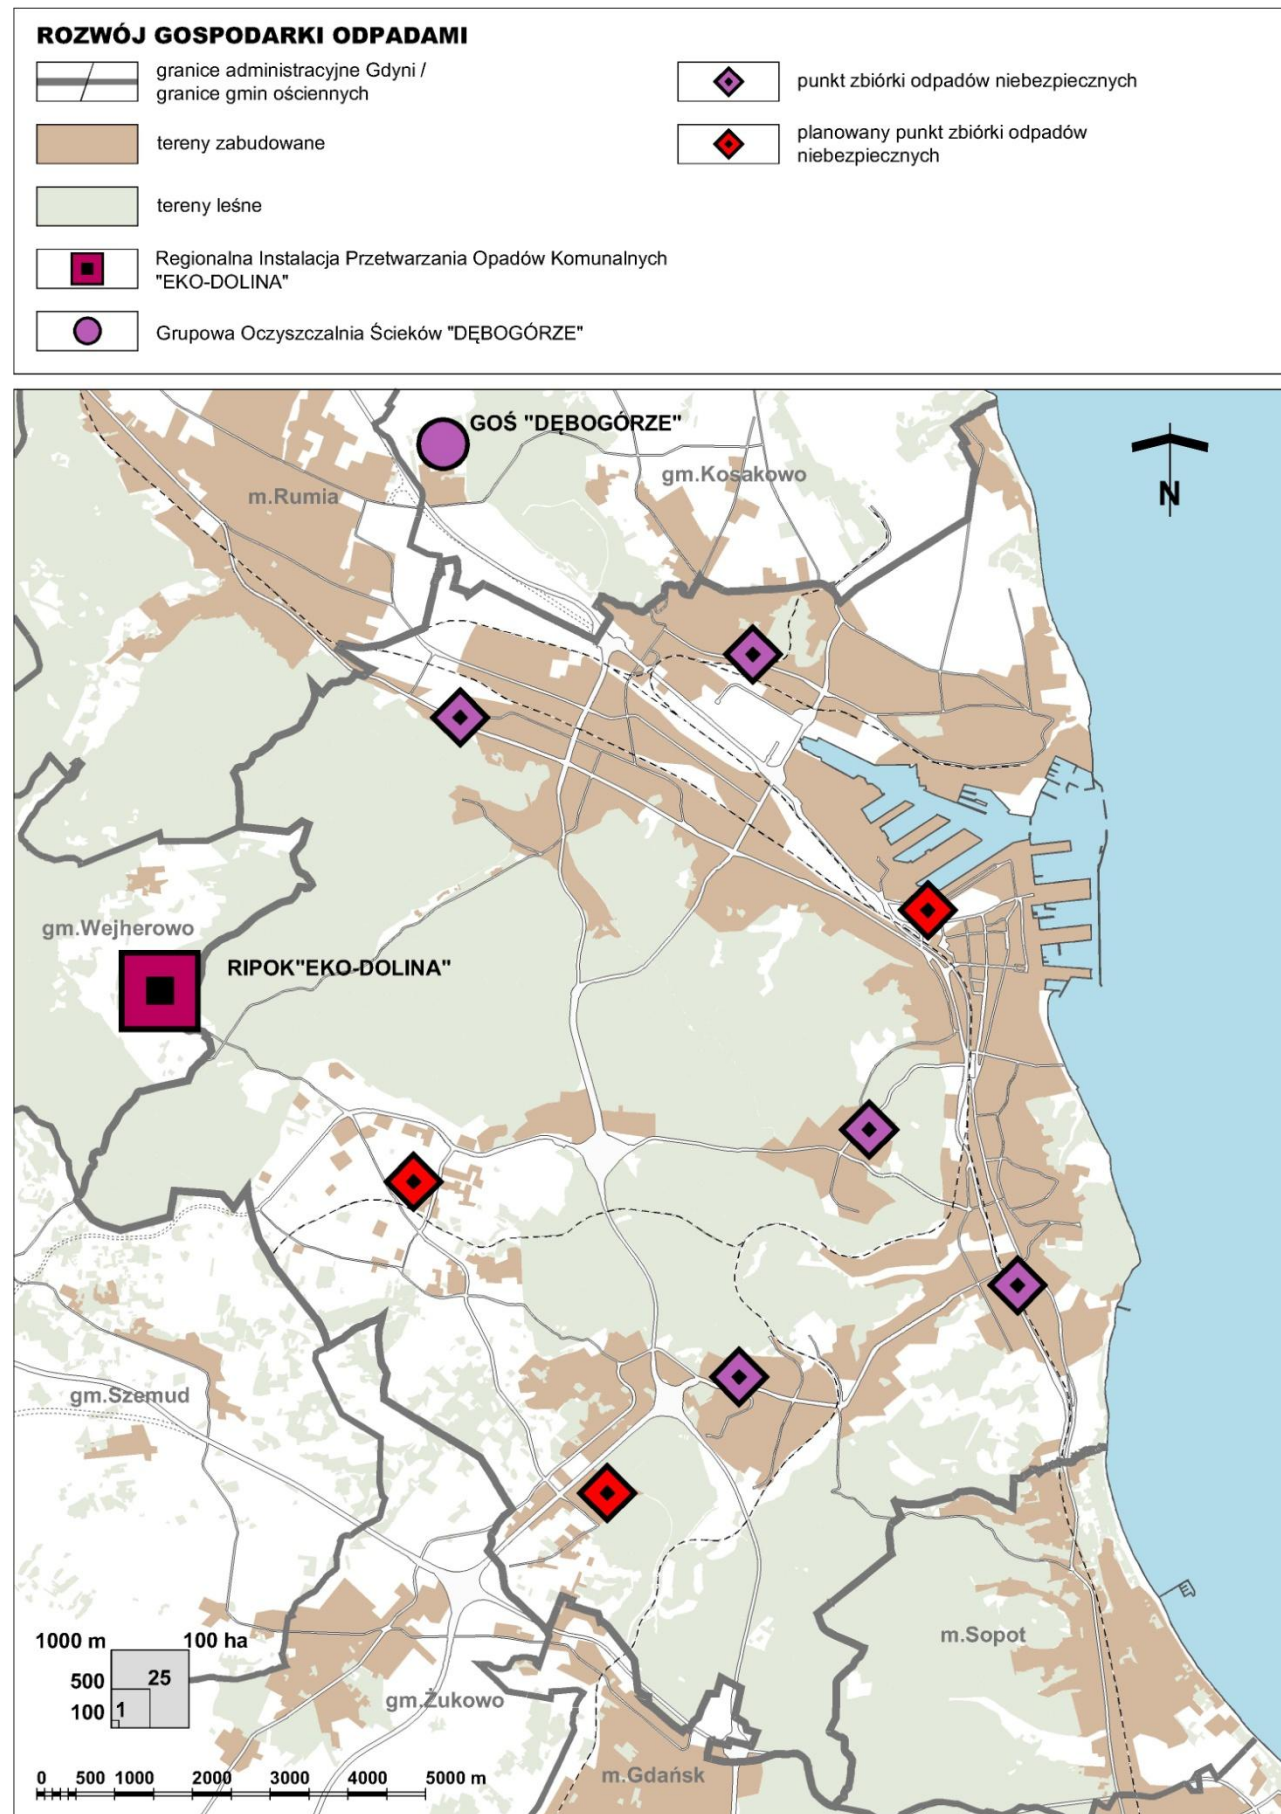 ROZWÓJ GOSPODARKI ODPADAMI
granice administracyjne Gdyni /
granice gmin ościennych
tereny zabudowane
tereny leśne
Regionalna Instalacja Przetwarzania Opadów Komunalnych
"EKO-DOLINA"
Grupowa Oczyszczalnia Ścieków "DĘBOGÓRZE"
punkt zbiórki odpadów niebezpiecznych
planowany punkt zbiórki odpadów
niebezpiecznych
GOŚ "DĘBOGÓRZE"
gm.Kosakowo
m.Rumia
N
gm.Wejherowo
RIPOK"EKO-DOLINA"
gm.Szemud
m.Sopot
gm.Żukowo
m.Gdańsk
1000 m 100 ha
500 25
100 1
0 500 1000 2000 3000 4000 5000 m